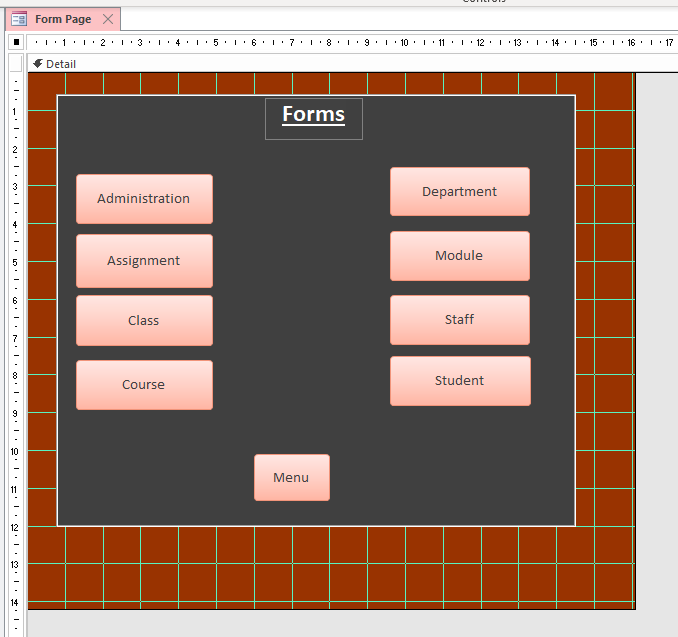 Form Page
1 2 3 4 5 6 7 8 9 10 11 12 13 14 15 16 17
Detail
Forms
Administration
Department
Assignment
Module
Class
Staff
Course
Student
Menu
1
2
3
4
5
6
7
8
9
10
11
12
13
14